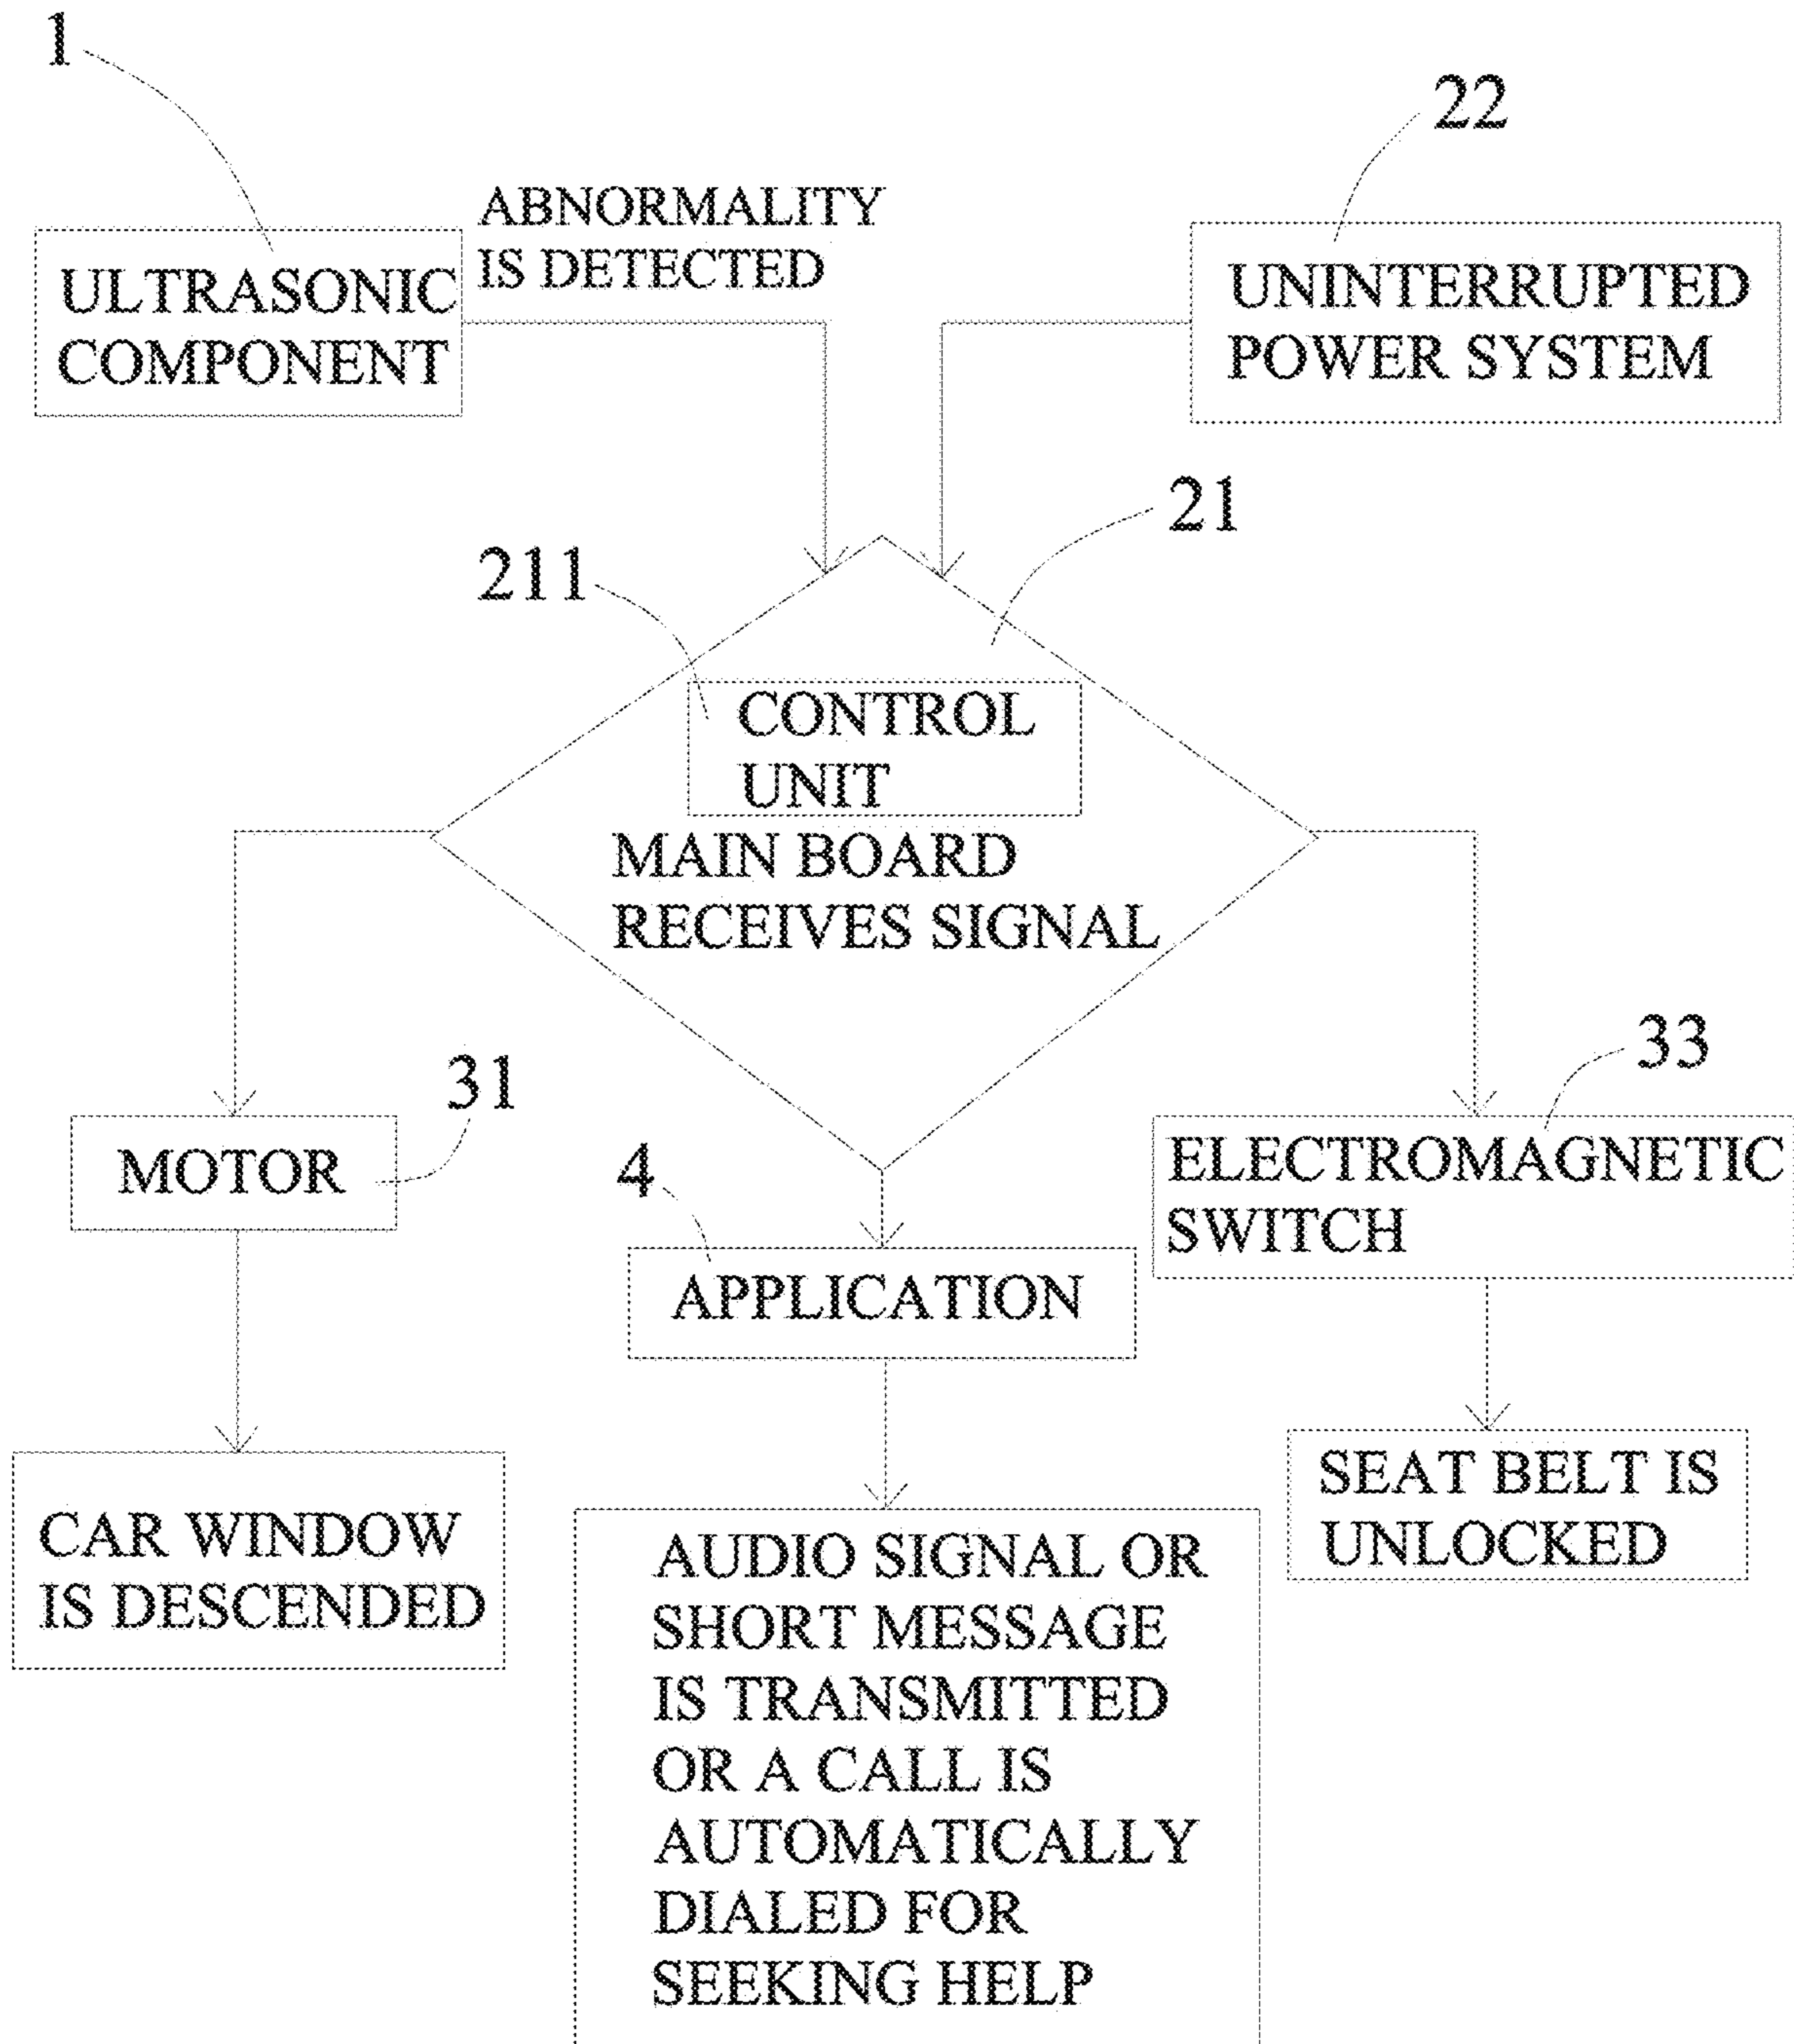 1
22
ABNORMALITY
IS DETECTED
ULTRASONIC
COMPONENT
UNINTERRUPTED
POWER SYSTEM
21
211
CONTROL
UNIT
MAIN BOARD
RECEIVES SIGNAL
33
31
MOTOR
4
APPLICATION
ELECTROMAGNETIC
SWITCH
CAR WINDOW
IS DESCENDED
AUDIO SIGNAL OR
SHORT MESSAGE
IS TRANSMITTED
OR A CALL IS
AUTOMATICALLY
DIALED FOR
SEEKING HELP
SEAT BELT IS
UNLOCKED